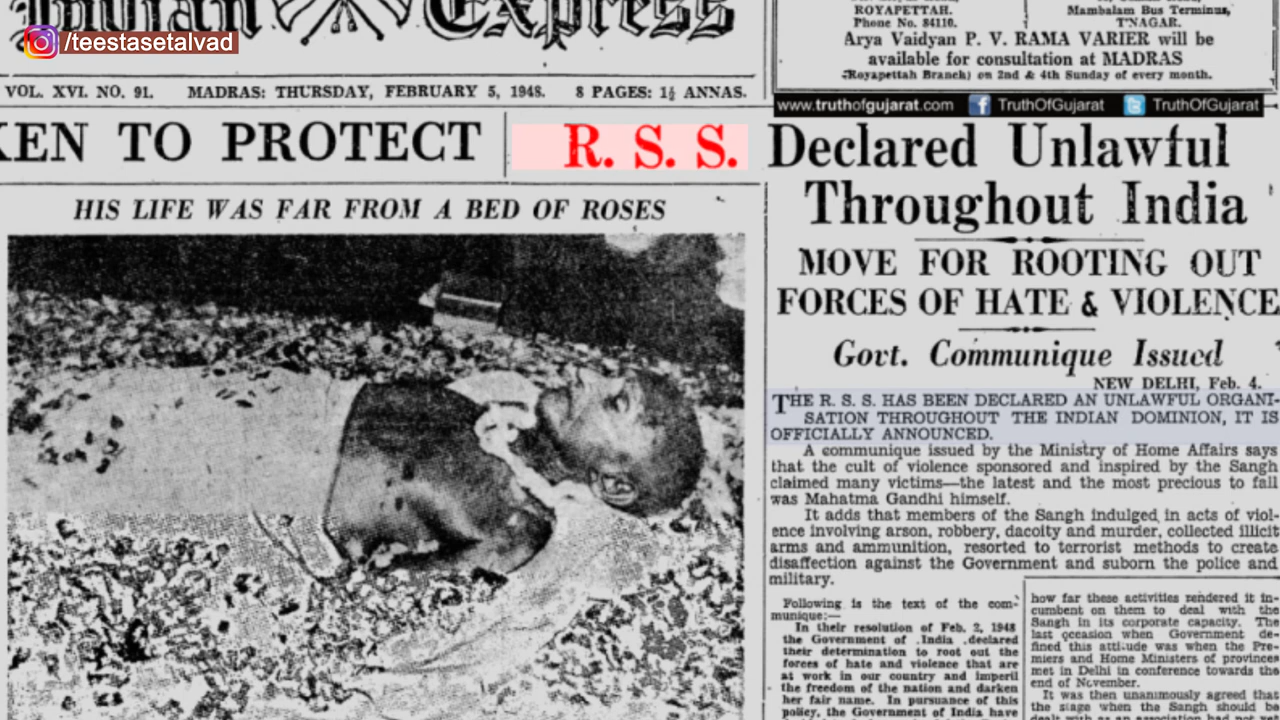 Indian Express
/teestasetalvad
VOL. XVI. NO. 91. MADRAS: THURSDAY, FEBRUARY 5, 1948. 8 PAGES: 1½ ANNAS.
ROYAPETTAH.
Phone No. 84110.
Mambalam Bus Terminus,
T'NAGAR.
Arya Vaidyan P. V. RAMA VARIER will be
available for consultation at MADRAS
(Royapettah Branch) on 2nd & 4th Sunday of every month.
www.truthofgujarat.com TruthOfGujarat TruthOfGujarat
KEN TO PROTECT
HIS LIFE WAS FAR FROM A BED OF ROSES
R. S. S. Declared Unlawful
Throughout India
MOVE FOR ROOTING OUT
FORCES OF HATE & VIOLENCE
Govt. Communique Issued
NEW DELHI, Feb. 4.
THE R. S. S. HAS BEEN DECLARED AN UNLAWFUL ORGANI-
SATION THROUGHOUT THE INDIAN DOMINION, IT IS
OFFICIALLY ANNOUNCED.
A communique issued by the Ministry of Home Affairs says
that the cult of violence sponsored and inspired by the Sangh
claimed many victims—the latest and the most precious to fall
was Mahatma Gandhi himself.
It adds that members of the Sangh indulged in acts of viol-
ence involving arson, robbery, dacoity and murder, collected illicit
arms and ammunition, resorted to terrorist methods to create
disaffection against the Government and suborn the police and
military.
Following is the text of the com-
munique:—
In their resolution of Feb. 2, 1948
the Government of India declared
their determination to root out the
forces of hate and violence that are
at work in our country and imperil
the freedom of the nation and darken
her fair name. In pursuance of this
policy, the Government of India have
how far these activities rendered it in-
cumbent on them to deal with the
Sangh in its corporate capacity. The
last occasion when Government de-
fined this attitude was when the Pre-
miers and Home Ministers of provinces
met in Delhi in conference towards the
end of November.
It was then unanimously agreed that
the stage when the Sangh should be
dealt with as an association had not